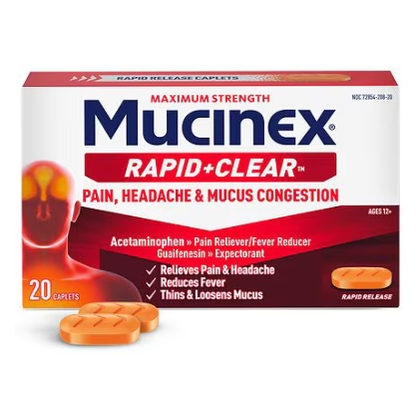 RAPID RELEASE CAPLETS
MAXIMUM STRENGTH
Mucinex®
RAPID+CLEAR™
PAIN, HEADACHE & MUCUS CONGESTION
AGES 12+
Acetaminophen » Pain Reliever/Fever Reducer
Guaifenesin » Expectorant
✓ Relieves Pain & Headache
✓ Reduces Fever
✓ Thins & Loosens Mucus
20 CAPLETS
RAPID RELEASE